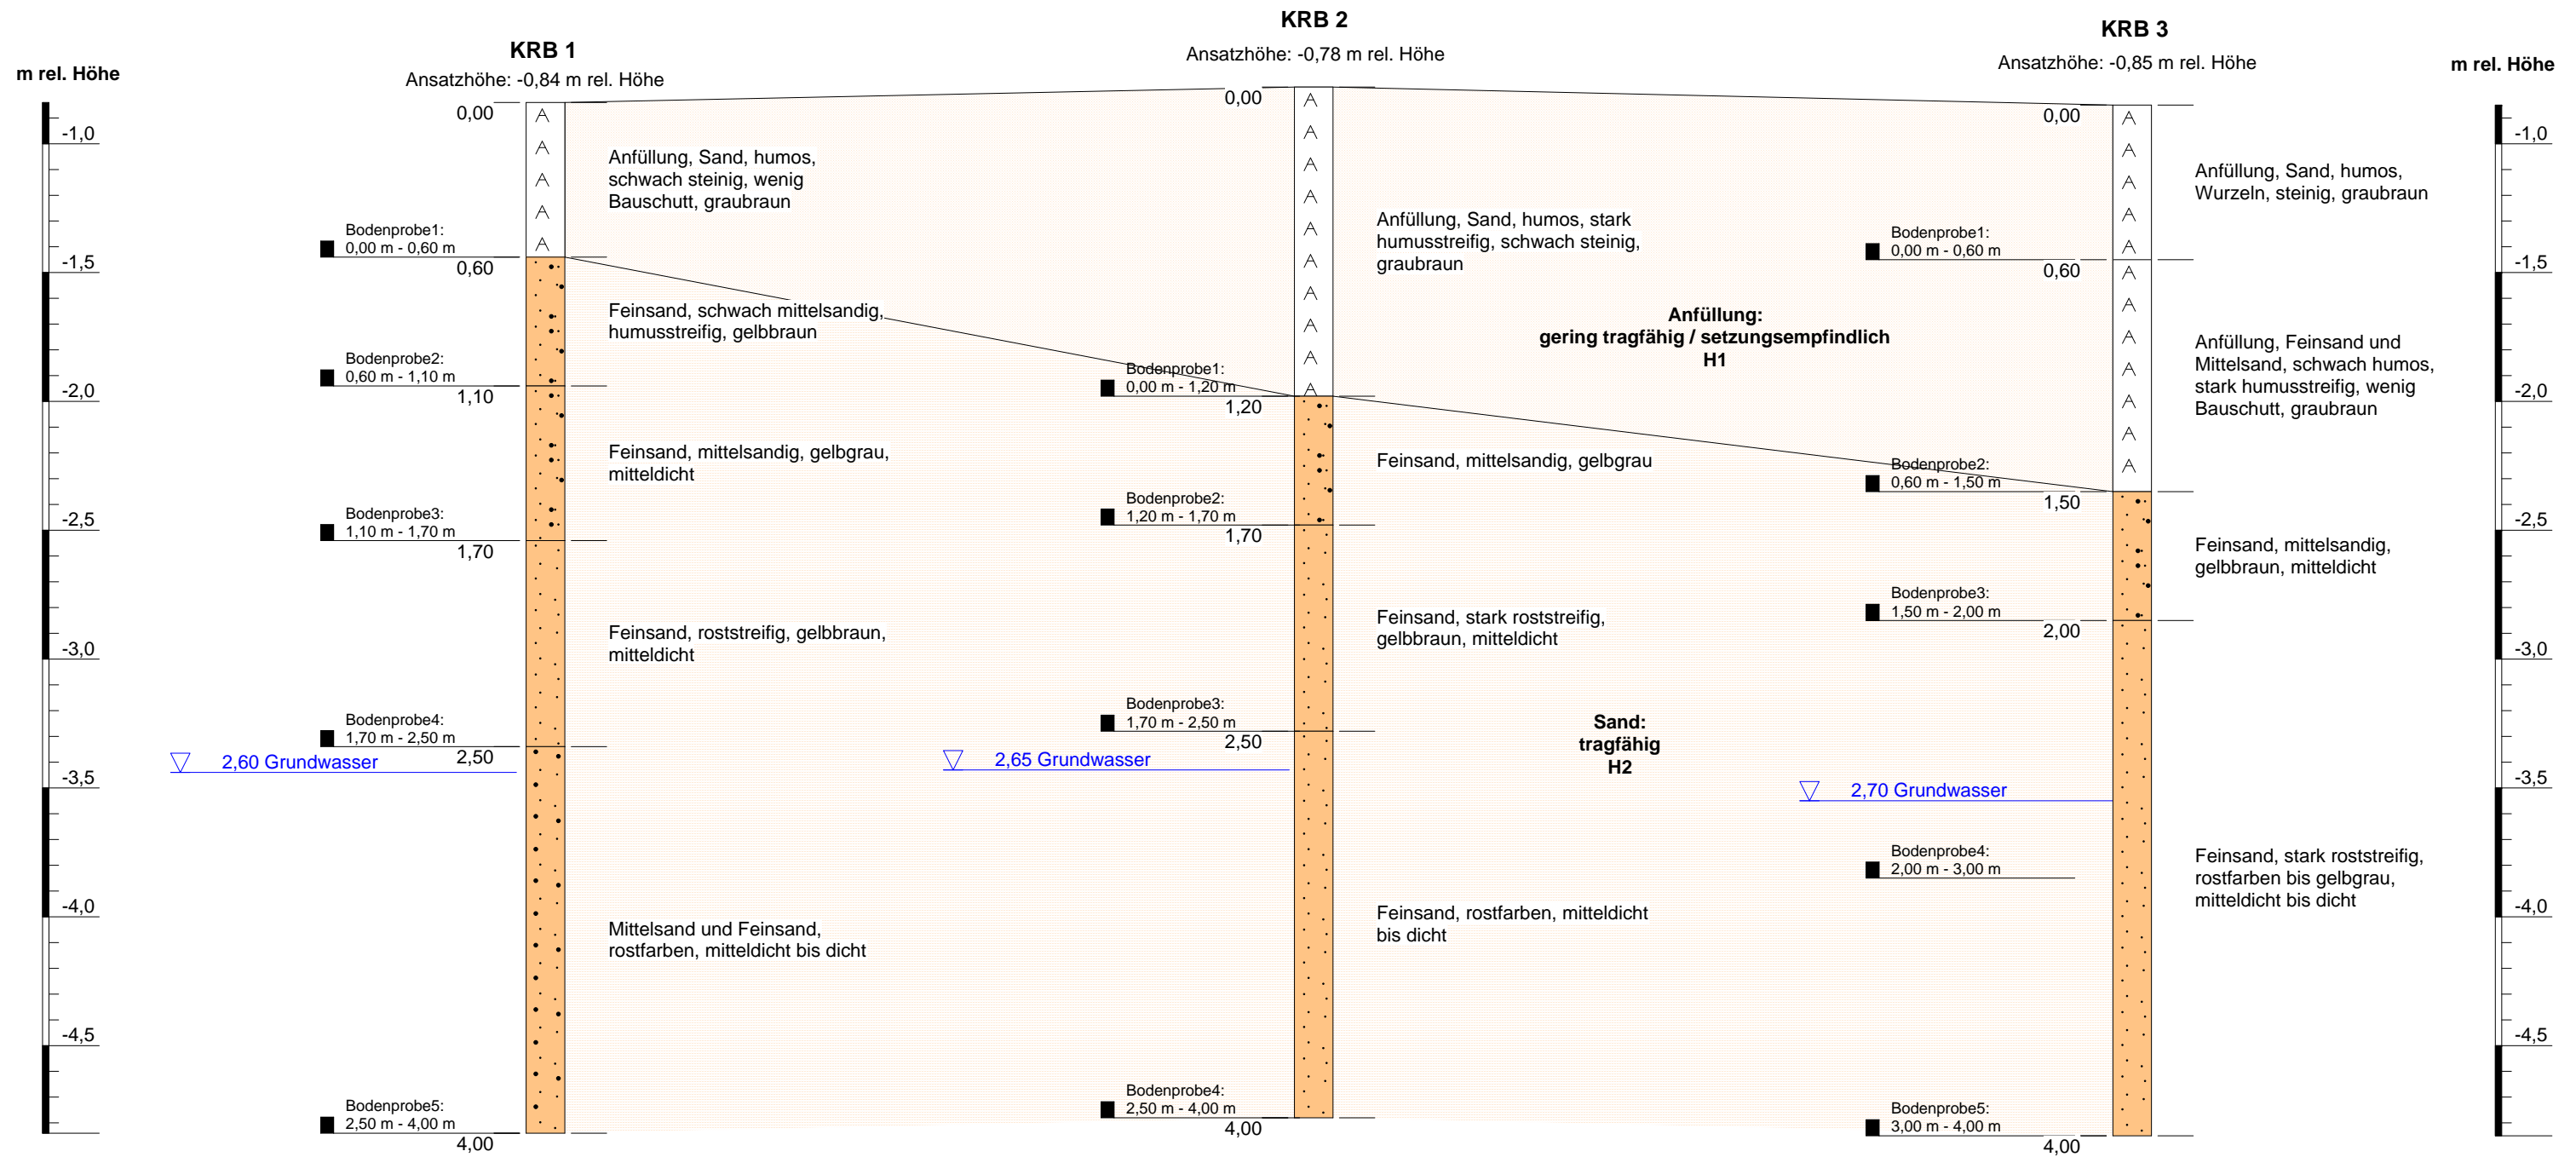 KRB 1
Ansatzhöhe: -0,84 m rel. Höhe
KRB 2
Ansatzhöhe: -0,78 m rel. Höhe
KRB 3
Ansatzhöhe: -0,85 m rel. Höhe
m rel. Höhe
-1,0
-1,5
-2,0
-2,5
-3,0
-3,5
-4,0
-4,5
0,00
Anfüllung, Sand, humos,
schwach steinig, wenig
Bauschutt, graubraun
Bodenprobe1:
0,00 m - 0,60 m
0,60
Feinsand, schwach mittelsandig,
humusstreifig, gelbbraun
Bodenprobe2:
0,60 m - 1,10 m
1,10
Feinsand, mittelsandig, gelbgrau,
mitteldicht
Bodenprobe3:
1,10 m - 1,70 m
1,70
Feinsand, roststreifig, gelbbraun,
mitteldicht
Bodenprobe4:
1,70 m - 2,50 m
2,50
2,60 Grundwasser
Mittelsand und Feinsand,
rostfarben, mitteldicht bis dicht
Bodenprobe5:
2,50 m - 4,00 m
4,00
0,00
Anfüllung, Sand, humos, stark
humusstreifig, schwach steinig,
graubraun
Bodenprobe1:
0,00 m - 1,20 m
1,20
Feinsand, mittelsandig, gelbgrau
Bodenprobe2:
1,20 m - 1,70 m
1,70
Feinsand, stark roststreifig,
gelbbraun, mitteldicht
Bodenprobe3:
1,70 m - 2,50 m
2,50
2,65 Grundwasser
Feinsand, rostfarben, mitteldicht
bis dicht
Bodenprobe4:
2,50 m - 4,00 m
4,00
Anfüllung:
gering tragfähig / setzungsempfindlich
H1
Sand:
tragfähig
H2
0,00
Anfüllung, Sand, humos,
Wurzeln, steinig, graubraun
Bodenprobe1:
0,00 m - 0,60 m
0,60
Anfüllung, Feinsand und
Mittelsand, schwach humos,
stark humusstreifig, wenig
Bauschutt, graubraun
Bodenprobe2:
0,60 m - 1,50 m
1,50
Feinsand, mittelsandig,
gelbbraun, mitteldicht
Bodenprobe3:
1,50 m - 2,00 m
2,00
2,70 Grundwasser
Bodenprobe4:
2,00 m - 3,00 m
Feinsand, stark roststreifig,
rostfarben bis gelbgrau,
mitteldicht bis dicht
Bodenprobe5:
3,00 m - 4,00 m
4,00
m rel. Höhe
-1,0
-1,5
-2,0
-2,5
-3,0
-3,5
-4,0
-4,5